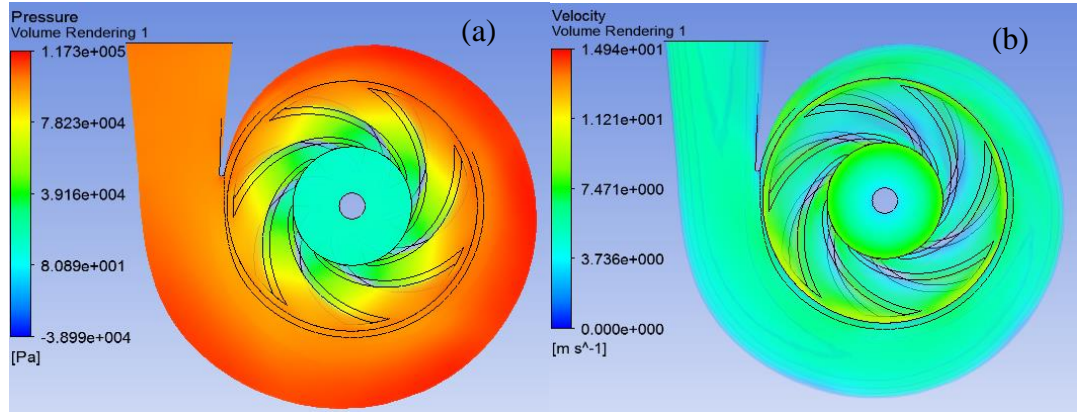 Pressure
Volume Rendering 1
(a)
1.173e+005
7.823e+004
3.916e+004
8.089e+001
-3.899e+004
[Pa]
Velocity
Volume Rendering 1
(b)
1.494e+001
1.121e+001
7.471e+000
3.736e+000
0.000e+000
[m s^-1]